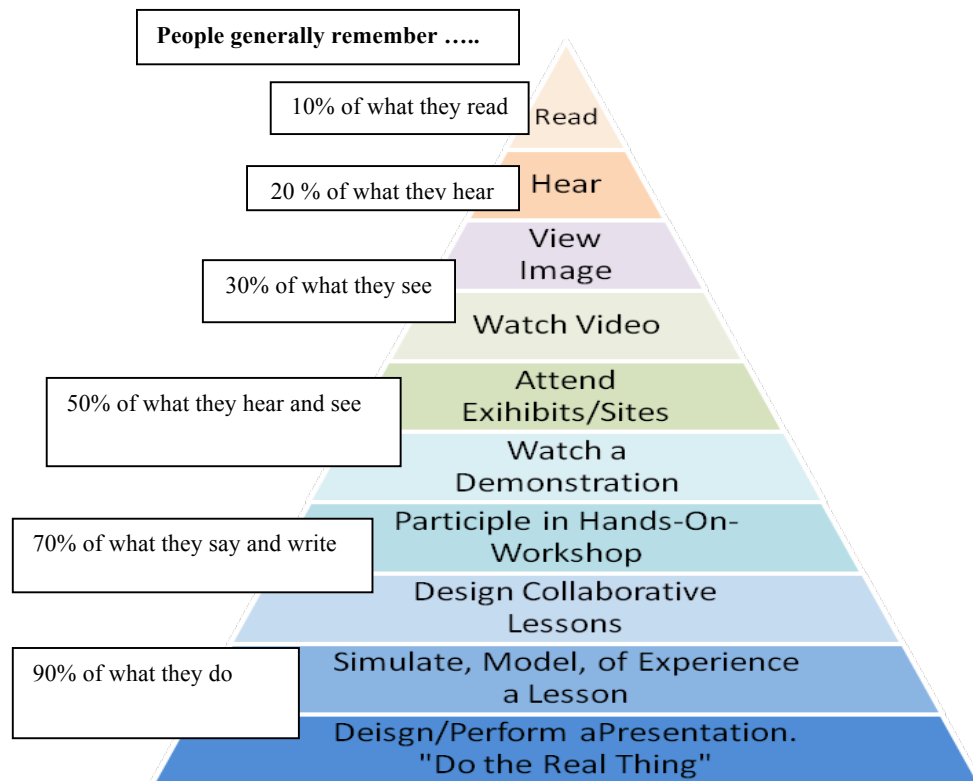 People generally remember …..
10% of what they read
Read
20 % of what they hear
Hear
View
Image
30% of what they see
Watch Video
50% of what they hear and see
Attend
Exihibits/Sites
Watch a
Demonstration
70% of what they say and write
Participle in Hands-On-
Workshop
Design Collaborative
Lessons
90% of what they do
Simulate, Model, of Experience
a Lesson
Deisgn/Perform aPresentation.
"Do the Real Thing"